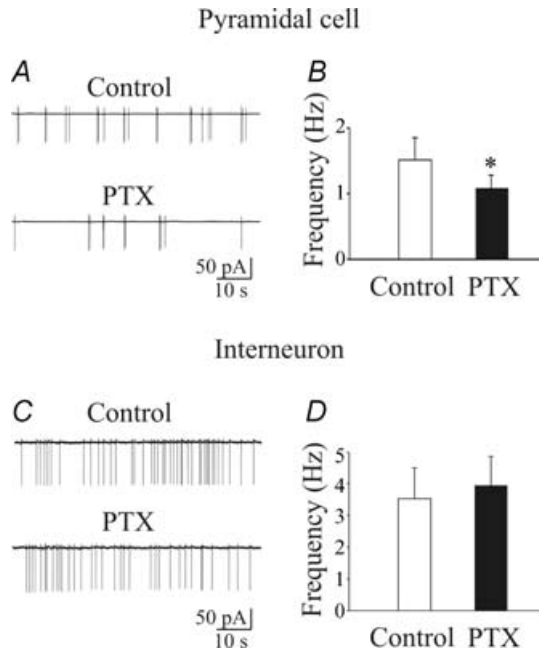 Pyramidal cell
A
Control
PTX
50 pA
10 s
B
Frequency (Hz)
2
1
0
*
Control PTX
Interneuron
C
Control
PTX
50 pA
10 s
D
Frequency (Hz)
5
4
3
2
1
0
Control PTX